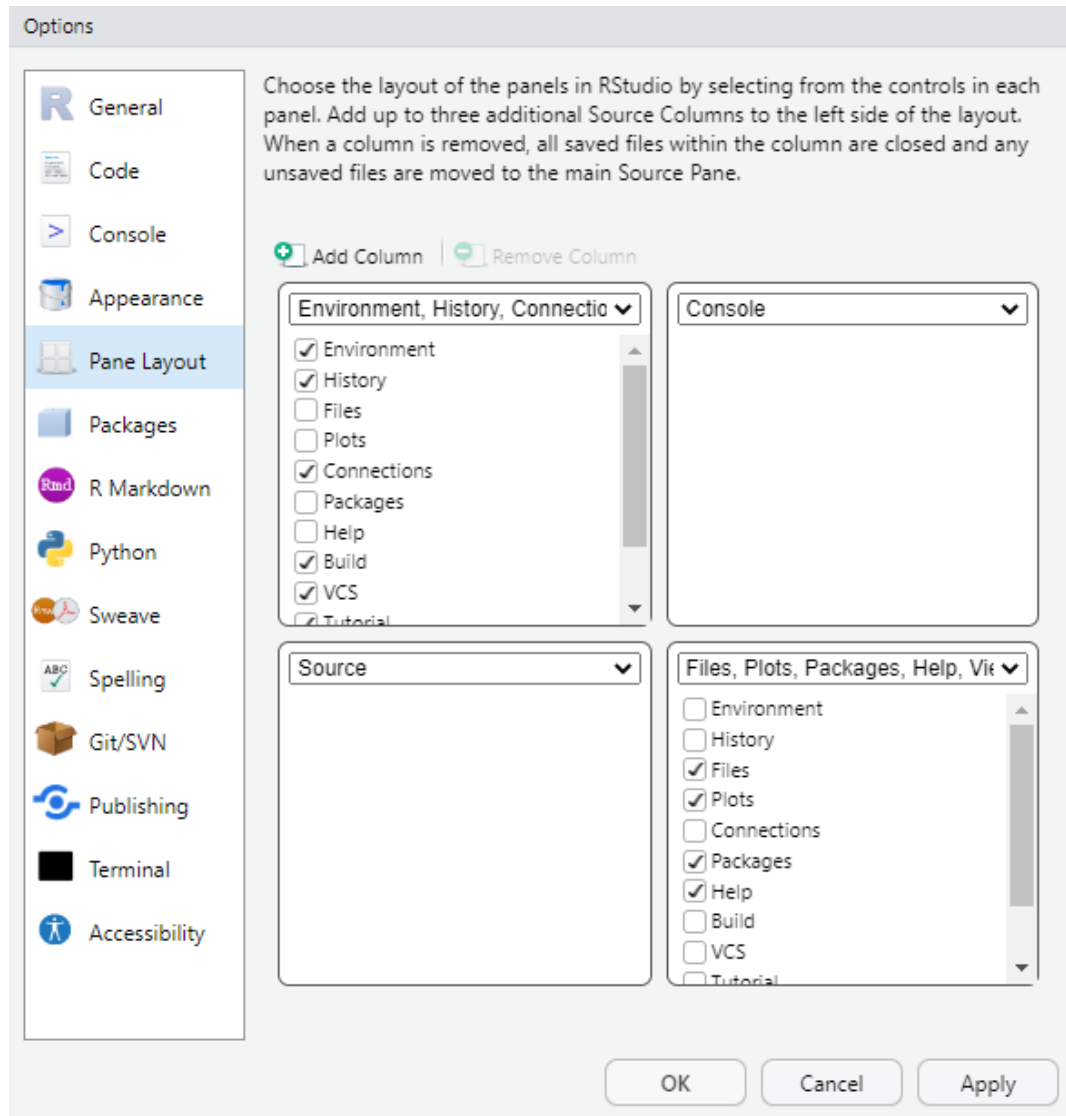 Options
General
Code
Console
Appearance
Pane Layout
Packages
Rmd
R Markdown
Python
Sweave
ABC
Spelling
Git/SVN
Publishing
Terminal
Accessibility
Choose the layout of the panels in RStudio by selecting from the controls in each
panel. Add up to three additional Source Columns to the left side of the layout.
When a column is removed, all saved files within the column are closed and any
unsaved files are moved to the main Source Pane.
Add Column
Remove Column
Environment, History, Connectio
Environment
History
Files
Plots
Connections
Packages
Help
Build
VCS
Tutorial
Console
Source
Files, Plots, Packages, Help, Vie
Environment
History
Files
Plots
Connections
Packages
Help
Build
VCS
Tutorial
OK
Cancel
Apply